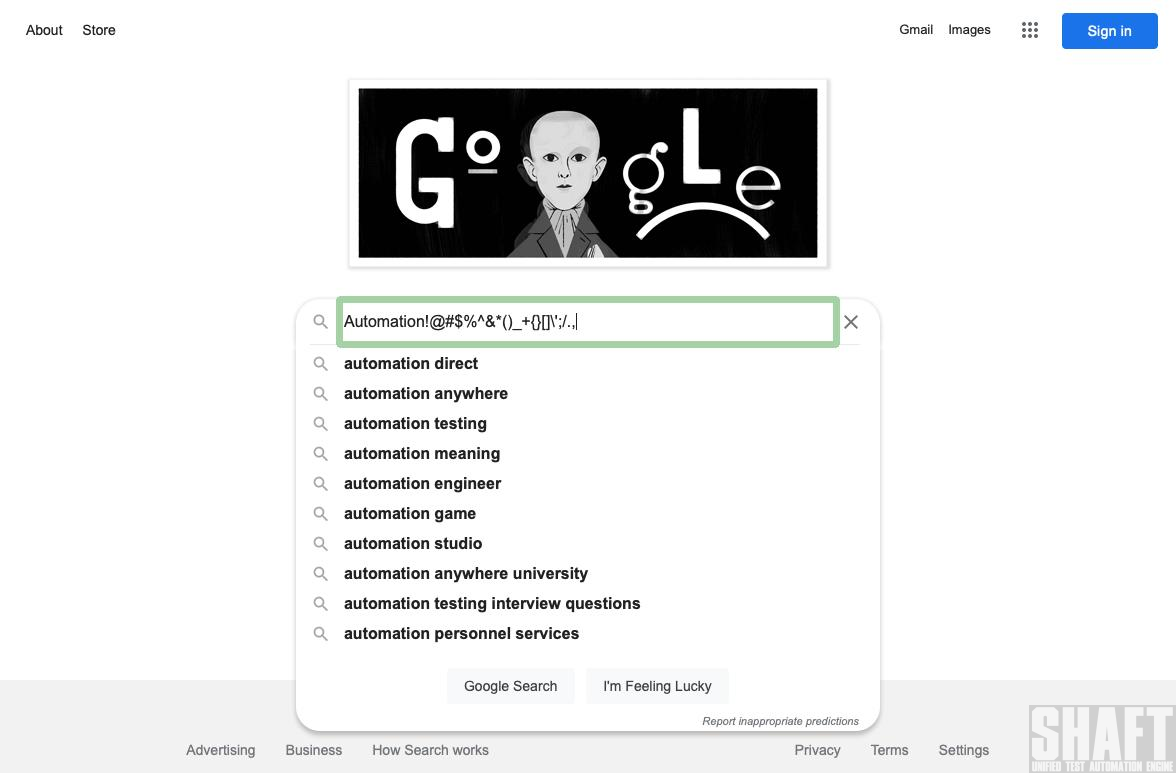 About Store Gmail Images Sign in
GoogLe
Automation!@#$%^&*()_+{}[]\';/.,
automation direct
automation anywhere
automation testing
automation meaning
automation engineer
automation game
automation studio
automation anywhere university
automation testing interview questions
automation personnel services
Google Search I'm Feeling Lucky
Report inappropriate predictions
Advertising Business How Search works Privacy Terms Settings
SHAFT
UNIFIED TEST AUTOMATION ENGINE